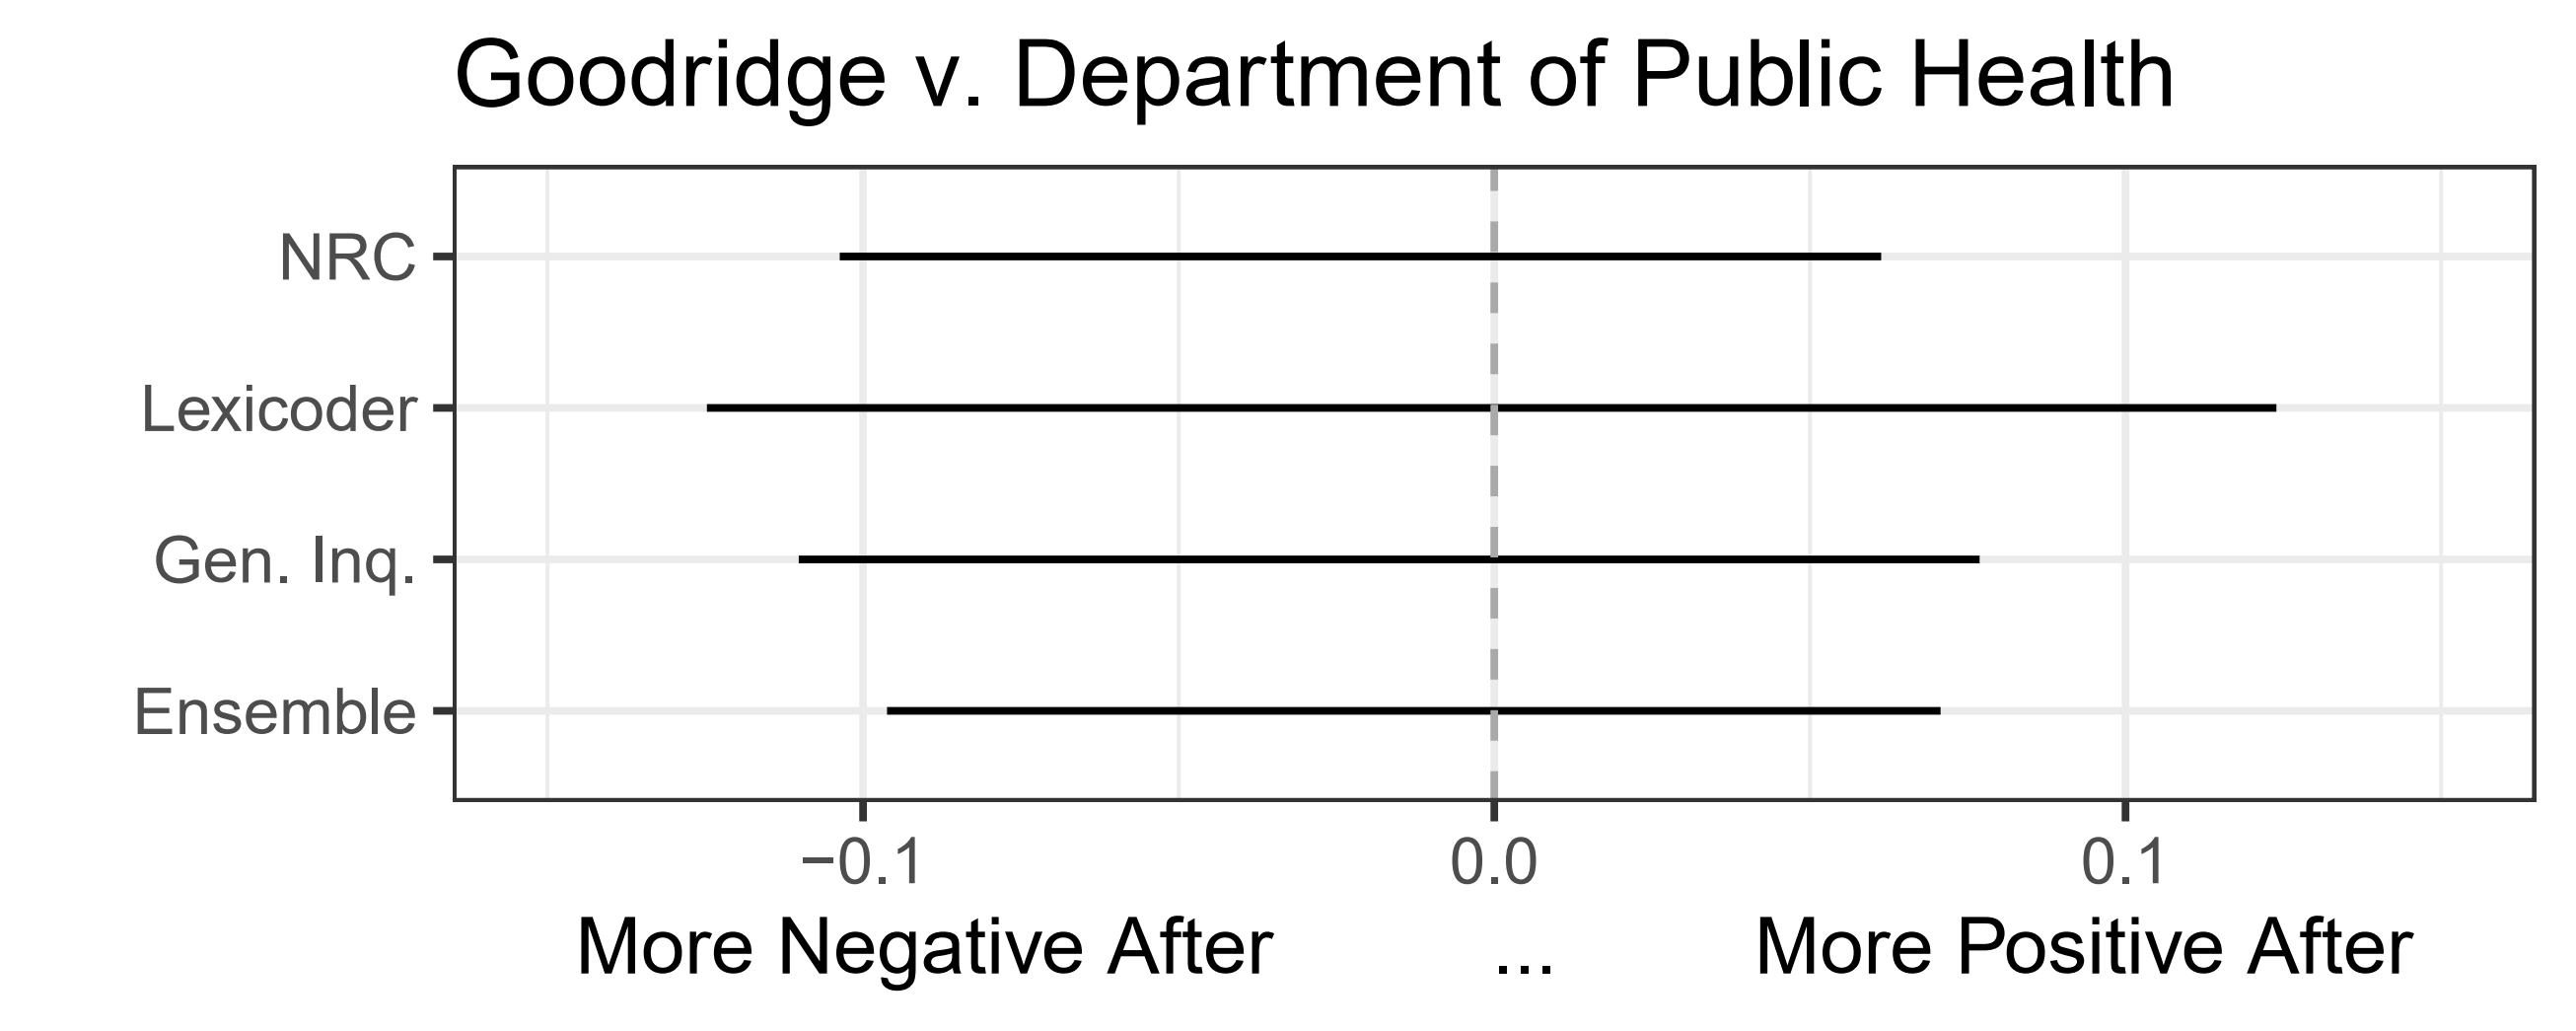 Goodridge v. Department of Public Health
NRC
Lexicoder
Gen. Inq.
Ensemble
−0.1 0.0 0.1
More Negative After ... More Positive After